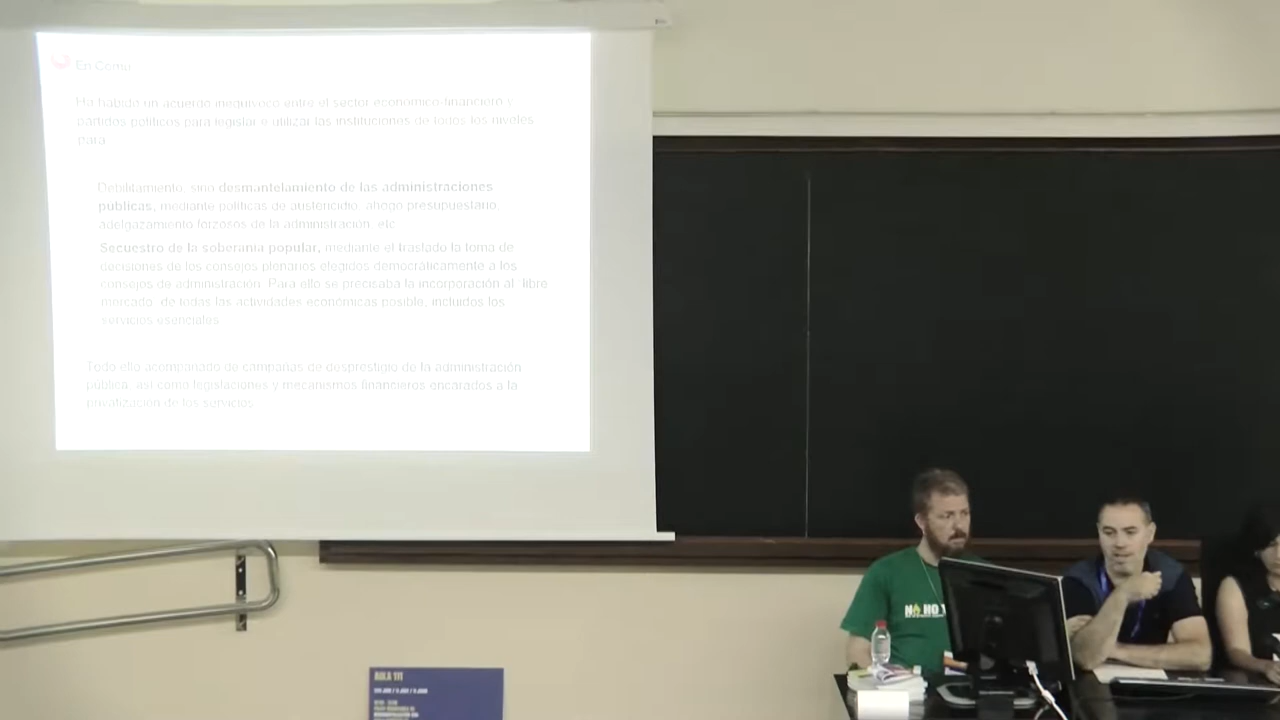 En Coma
Ha habido un acuerdo inequívoco entre el sector económico-financiero y
partidos políticos para legislar e utilizar las instituciones de todos los niveles
para
Debilitamiento, sino desmantelamiento de las administraciones
públicas, mediante políticas de austericidio, ahogo presupuestario,
adelgazamiento forzosos de la administración, etc
Secuestro de la soberanía popular, mediante el traslado la toma de
decisiones de los consejos plenarios elegidos democráticamente a los
consejos de administración. Para ello se precisaba la incorporación al libre
mercado de todas las actividades económicas posible, incluidos los
servicios esenciales
Todo ello acompañado de campañas de desprestigio de la administración
pública, así como legislaciones y mecanismos financieros encarados a la
privatización de los servicios
AULA 111
NO HO